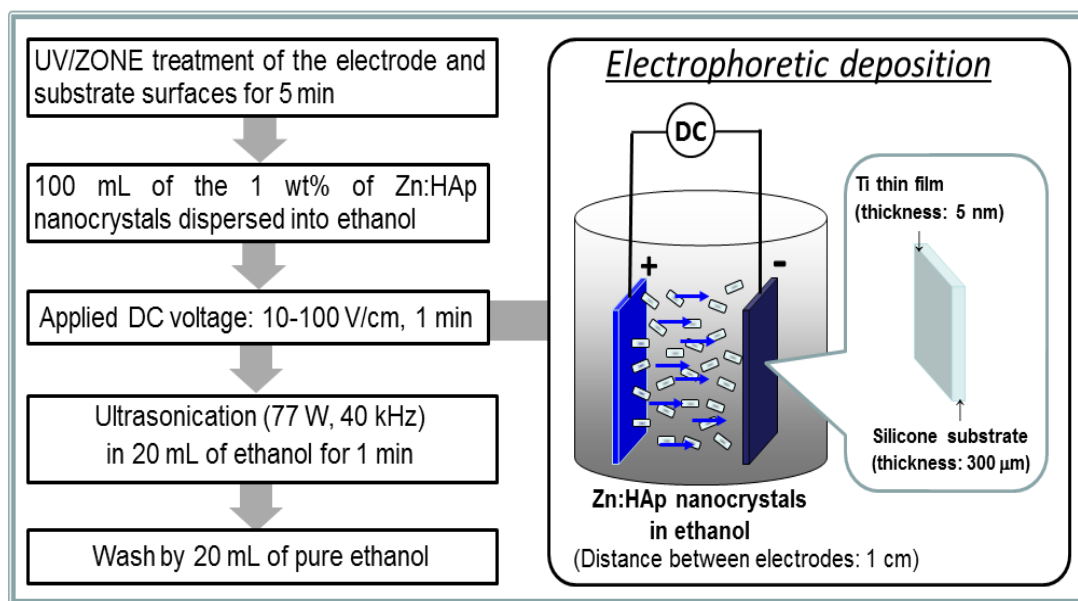 UV/ZONE treatment of the electrode and
substrate surfaces for 5 min
100 mL of the 1 wt% of Zn:HAp
nanocrystals dispersed into ethanol
Applied DC voltage: 10-100 V/cm, 1 min
Ultrasonication (77 W, 40 kHz)
in 20 mL of ethanol for 1 min
Wash by 20 mL of pure ethanol
Electrophoretic deposition
DC
+
-
Ti thin film
(thickness: 5 nm)
Silicone substrate
(thickness: 300 μm)
Zn:HAp nanocrystals
in ethanol
(Distance between electrodes: 1 cm)